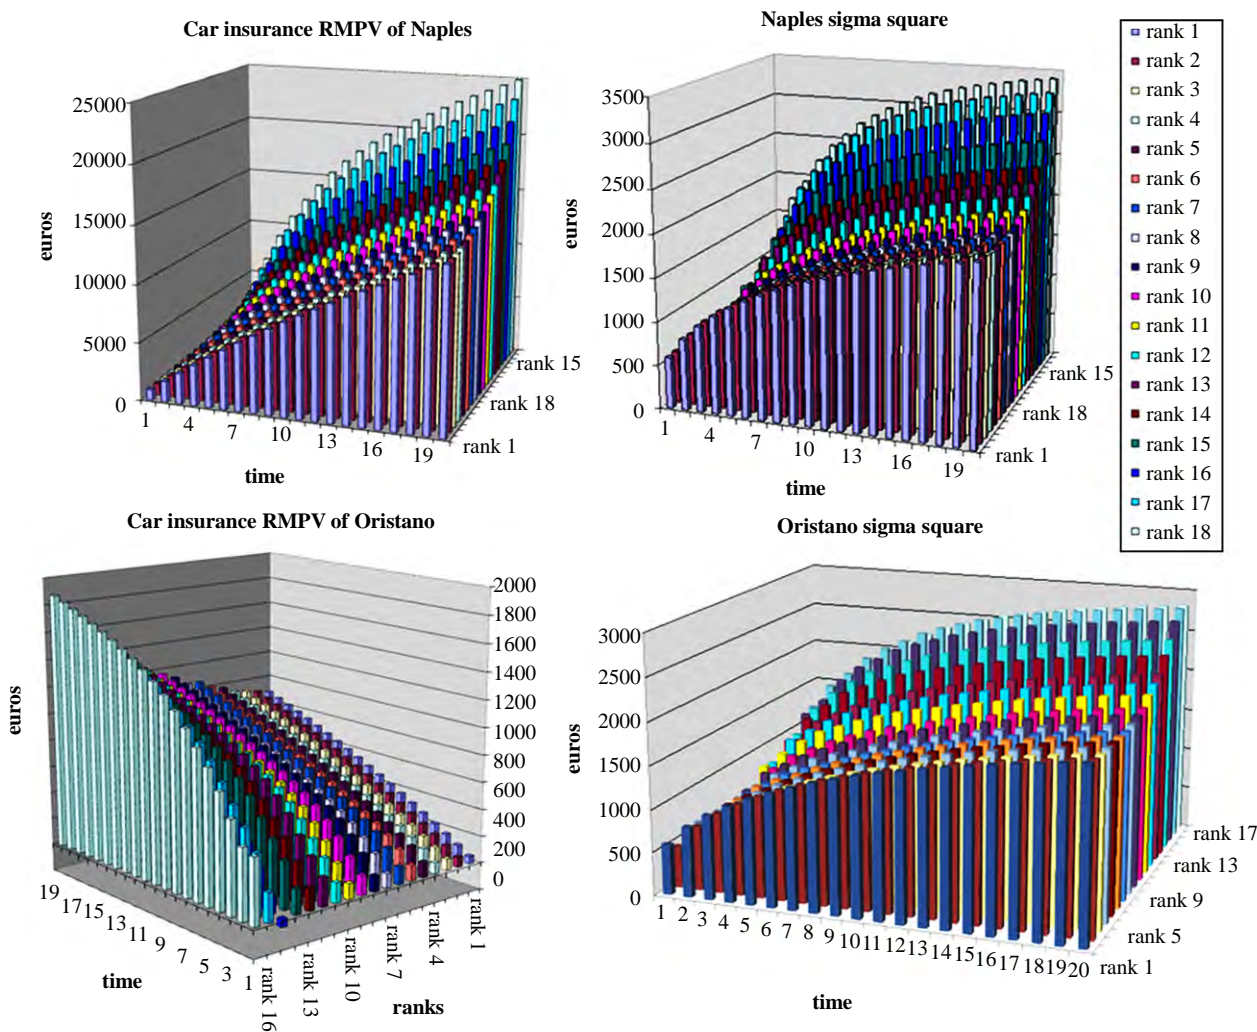 Car insurance RMPV of Naples
25000
20000
15000
10000
5000
0
euros
1 4 7 10 13 16 19
time
rank 1
rank 18
rank 15
Naples sigma square
3500
3000
2500
2000
1500
1000
500
0
euros
1 4 7 10 13 16 19
time
rank 1
rank 18
rank 15
rank 1
rank 2
rank 3
rank 4
rank 5
rank 6
rank 7
rank 8
rank 9
rank 10
rank 11
rank 12
rank 13
rank 14
rank 15
rank 16
rank 17
rank 18
Car insurance RMPV of Oristano
2000
1800
1600
1400
1200
1000
800
600
400
200
0
euros
19 17 15 13 11 9 7 5 3 1
time
rank 16
rank 13
rank 10
rank 7
rank 4
rank 1
ranks
Oristano sigma square
3000
2500
2000
1500
1000
500
0
euros
1 2 3 4 5 6 7 8 9 10 11 12 13 14 15 16 17 18 19 20
time
rank 1
rank 5
rank 9
rank 13
rank 17